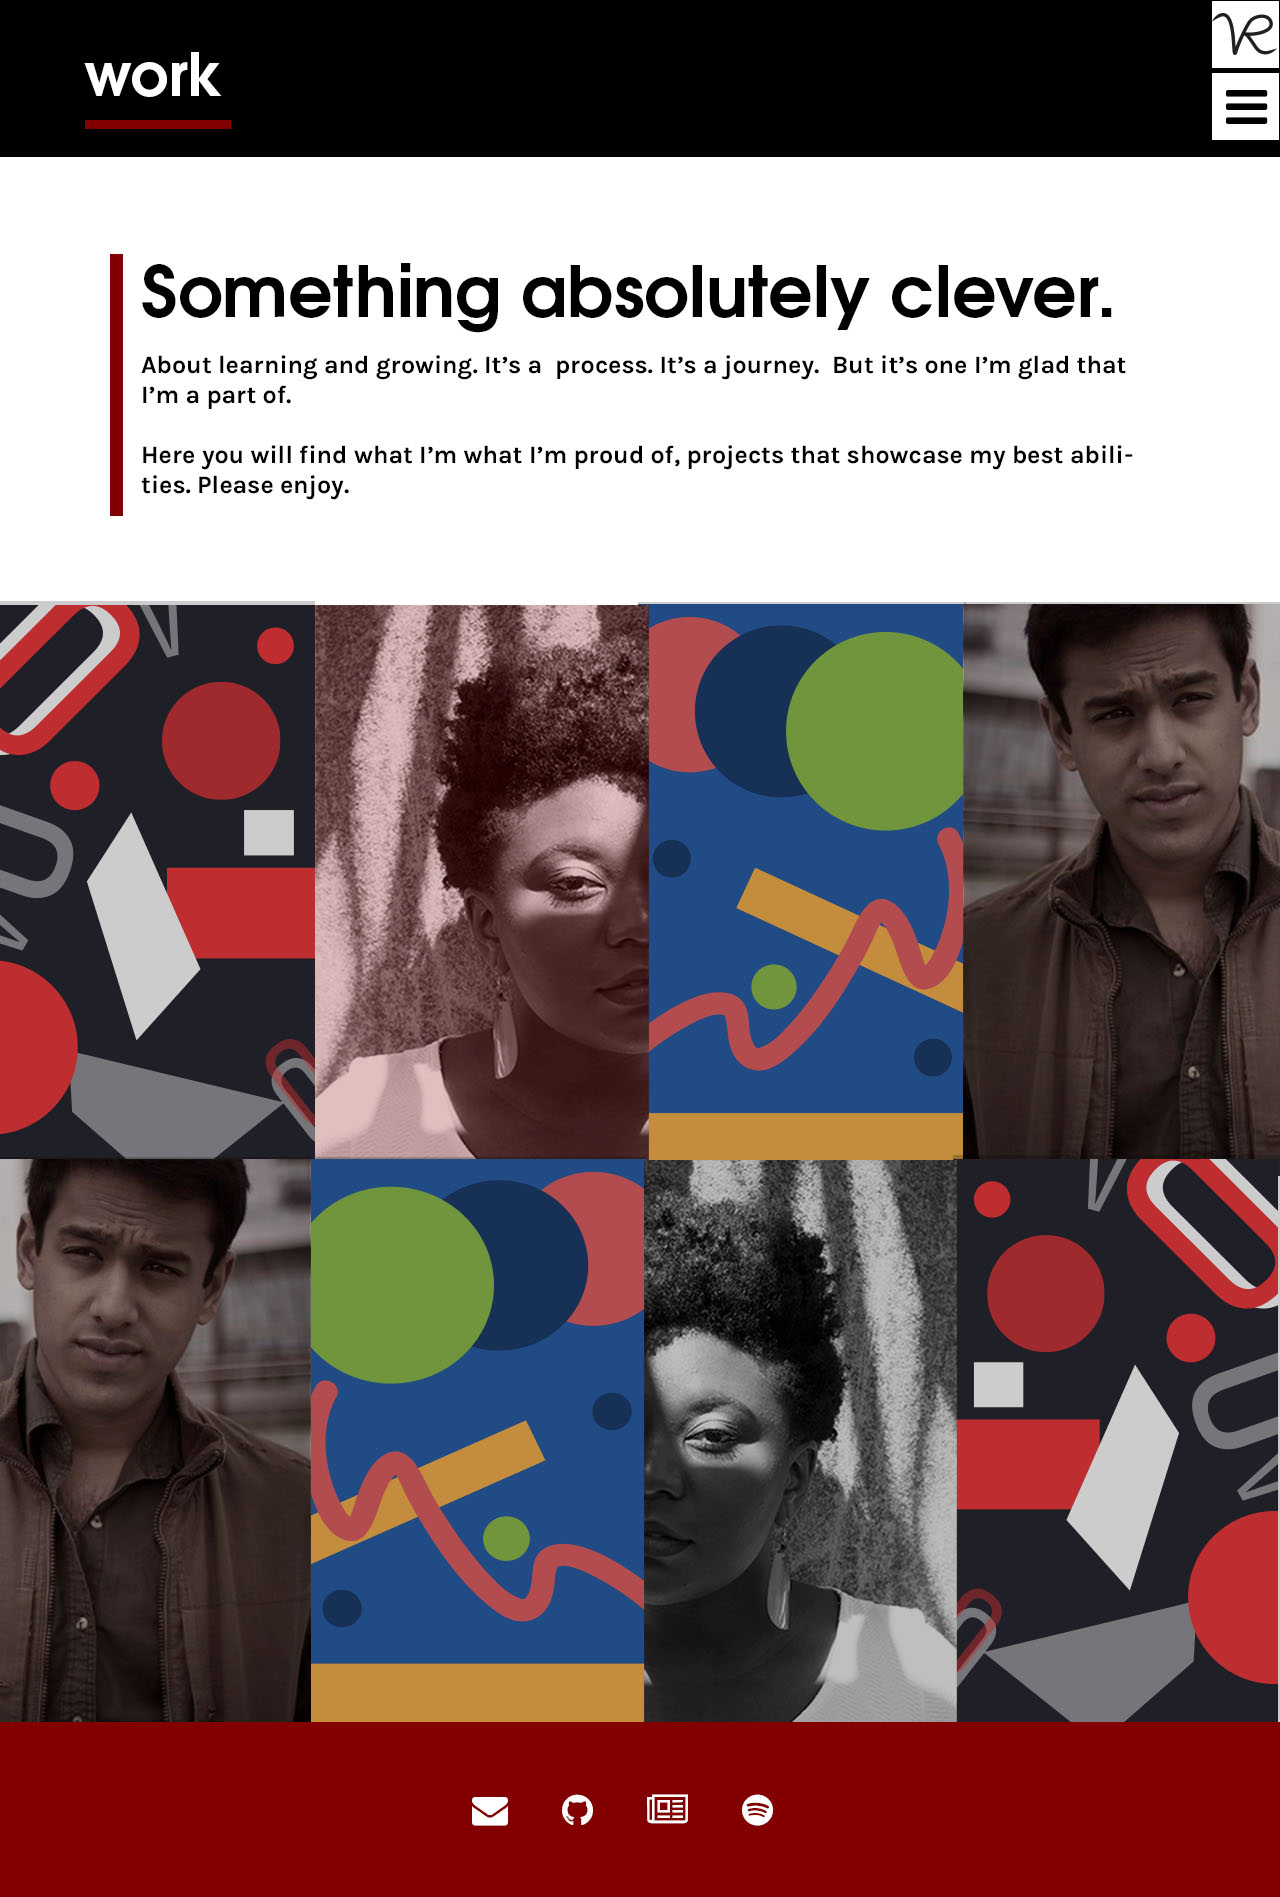 VR
work
Something absolutely clever.
About learning and growing. It’s a  process. It’s a journey.  But it’s one I’m glad that
I’m a part of.
Here you will find what I’m what I’m proud of, projects that showcase my best abili-
ties. Please enjoy.